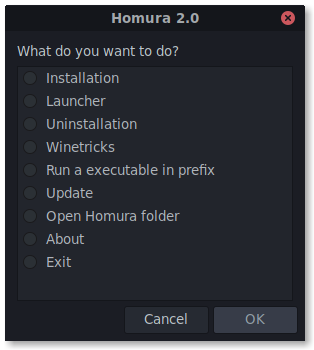 Homura 2.0
What do you want to do?
Installation
Launcher
Uninstallation
Winetricks
Run a executable in prefix
Update
Open Homura folder
About
Exit
Cancel
OK